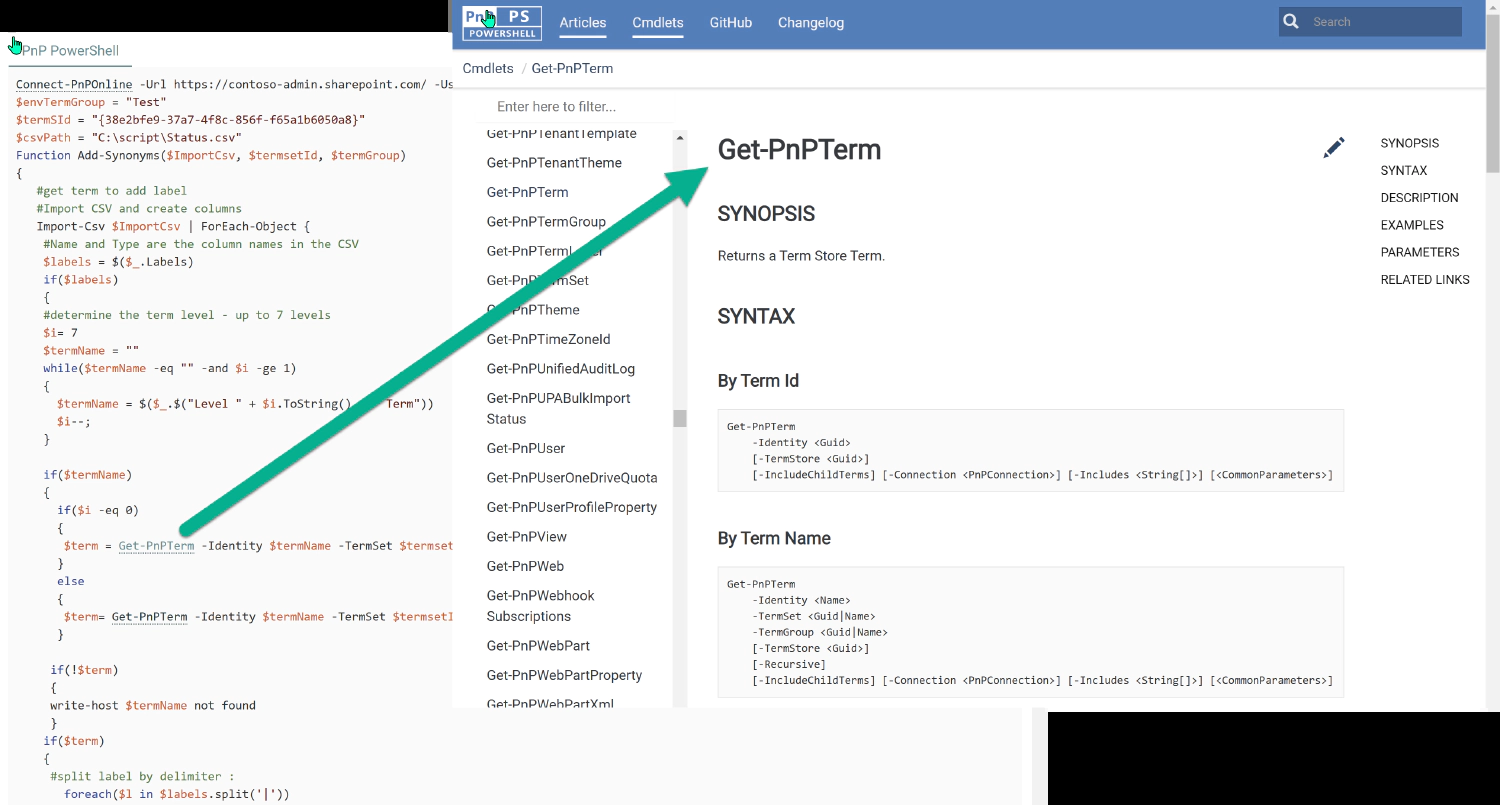 PnP PowerShell
Connect-PnPOnline -Url https://contoso-admin.sharepoint.com/ -Us
$envTermGroup = "Test"
$termSId = "{38e2bfe9-37a7-4f8c-856f-f65a1b6050a8}"
$csvPath = "C:\script\Status.csv"
Function Add-Synonyms($ImportCsv, $termsetId, $termGroup)
{
#get term to add label
#Import CSV and create columns
Import-Csv $ImportCsv | ForEach-Object {
#Name and Type are the column names in the CSV
$labels = $($_.Labels)
if($labels)
{
#determine the term level - up to 7 levels
$i= 7
$termName = ""
while($termName -eq "" -and $i -ge 1)
{
$termName = $($_.$("Level " + $i.ToString() Term"))
$i--;
}
if($termName)
{
if($i -eq 0)
{
$term = Get-PnPTerm -Identity $termName -TermSet $termset
}
else
{
$term= Get-PnPTerm -Identity $termName -TermSet $termsetI
}
if(!$term)
{
write-host $termName not found
}
if($term)
{
#split label by delimiter :
foreach($l in $labels.split('|'))
PnP PS
POWERSHELL
Articles
Cmdlets
GitHub
Changelog
Search
Cmdlets / Get-PnPTerm
Enter here to filter...
Get-PnPTenantTemplate
Get-PnPTenantTheme
Get-PnPTerm
Get-PnPTermGroup
Get-PnPTermL
Get-PnPTermSet
Get-PnPTheme
Get-PnPTimeZoneId
Get-PnPUnifiedAuditLog
Get-PnPUPABulkImport
Status
Get-PnPUser
Get-PnPUserOneDriveQuota
Get-PnPUserProfileProperty
Get-PnPView
Get-PnPWeb
Get-PnPWebhook
Subscriptions
Get-PnPWebPart
Get-PnPWebPartProperty
Get-PnPWebPartXml
Get-PnPTerm
SYNOPSIS
Returns a Term Store Term.
SYNTAX
By Term Id
Get-PnPTerm
-Identity <Guid>
[-TermStore <Guid>]
[-IncludeChildTerms] [-Connection <PnPConnection>] [-Includes <String[]>] [<CommonParameters>]
By Term Name
Get-PnPTerm
-Identity <Name>
-TermSet <Guid|Name>
-TermGroup <Guid|Name>
[-TermStore <Guid>]
[-Recursive]
[-IncludeChildTerms] [-Connection <PnPConnection>] [-Includes <String[]>] [<CommonParameters>]
SYNOPSIS
SYNTAX
DESCRIPTION
EXAMPLES
PARAMETERS
RELATED LINKS